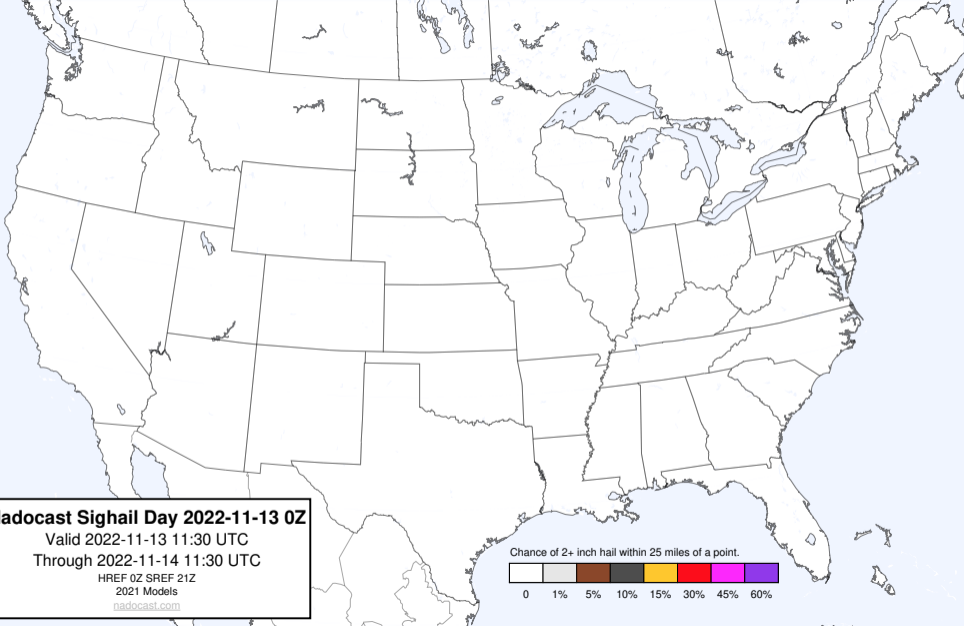 adocast Sighail Day 2022-11-13 0Z
Valid 2022-11-13 11:30 UTC
Through 2022-11-14 11:30 UTC
HREF 0Z SREF 21Z
2021 Models
nadocast.com
Chance of 2+ inch hail within 25 miles of a point.
0 1% 5% 10% 15% 30% 45% 60%